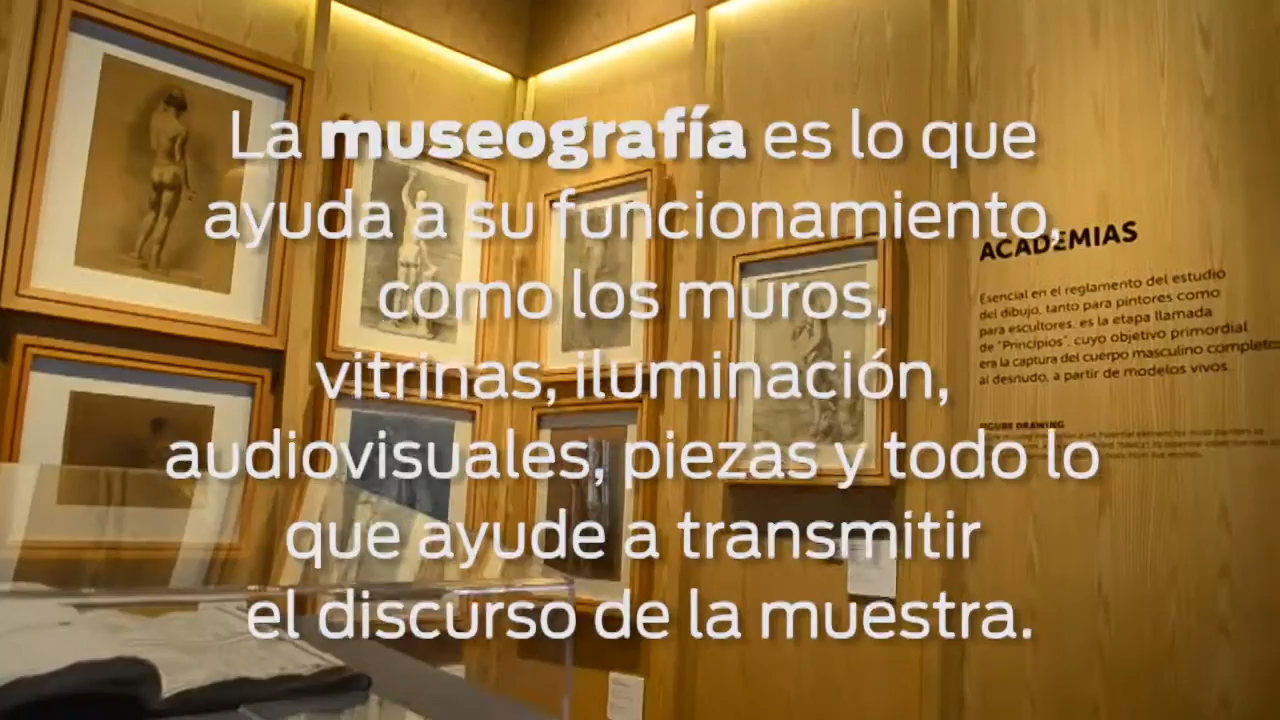 La museografía es lo que
ayuda a su funcionamiento,
como los muros,
vitrinas, iluminación,
audiovisuales, piezas y todo lo
que ayude a transmitir
el discurso de la muestra.
ACADEMIAS
Esencial en el reglamento del estudio
del dibujo, tanto para pintores como
para escultores, es la etapa llamada
de "Principios", cuyo objetivo primordial
era la captura del cuerpo masculino completo
al desnudo, a partir de modelos vivos.
FIGURE DRAWING